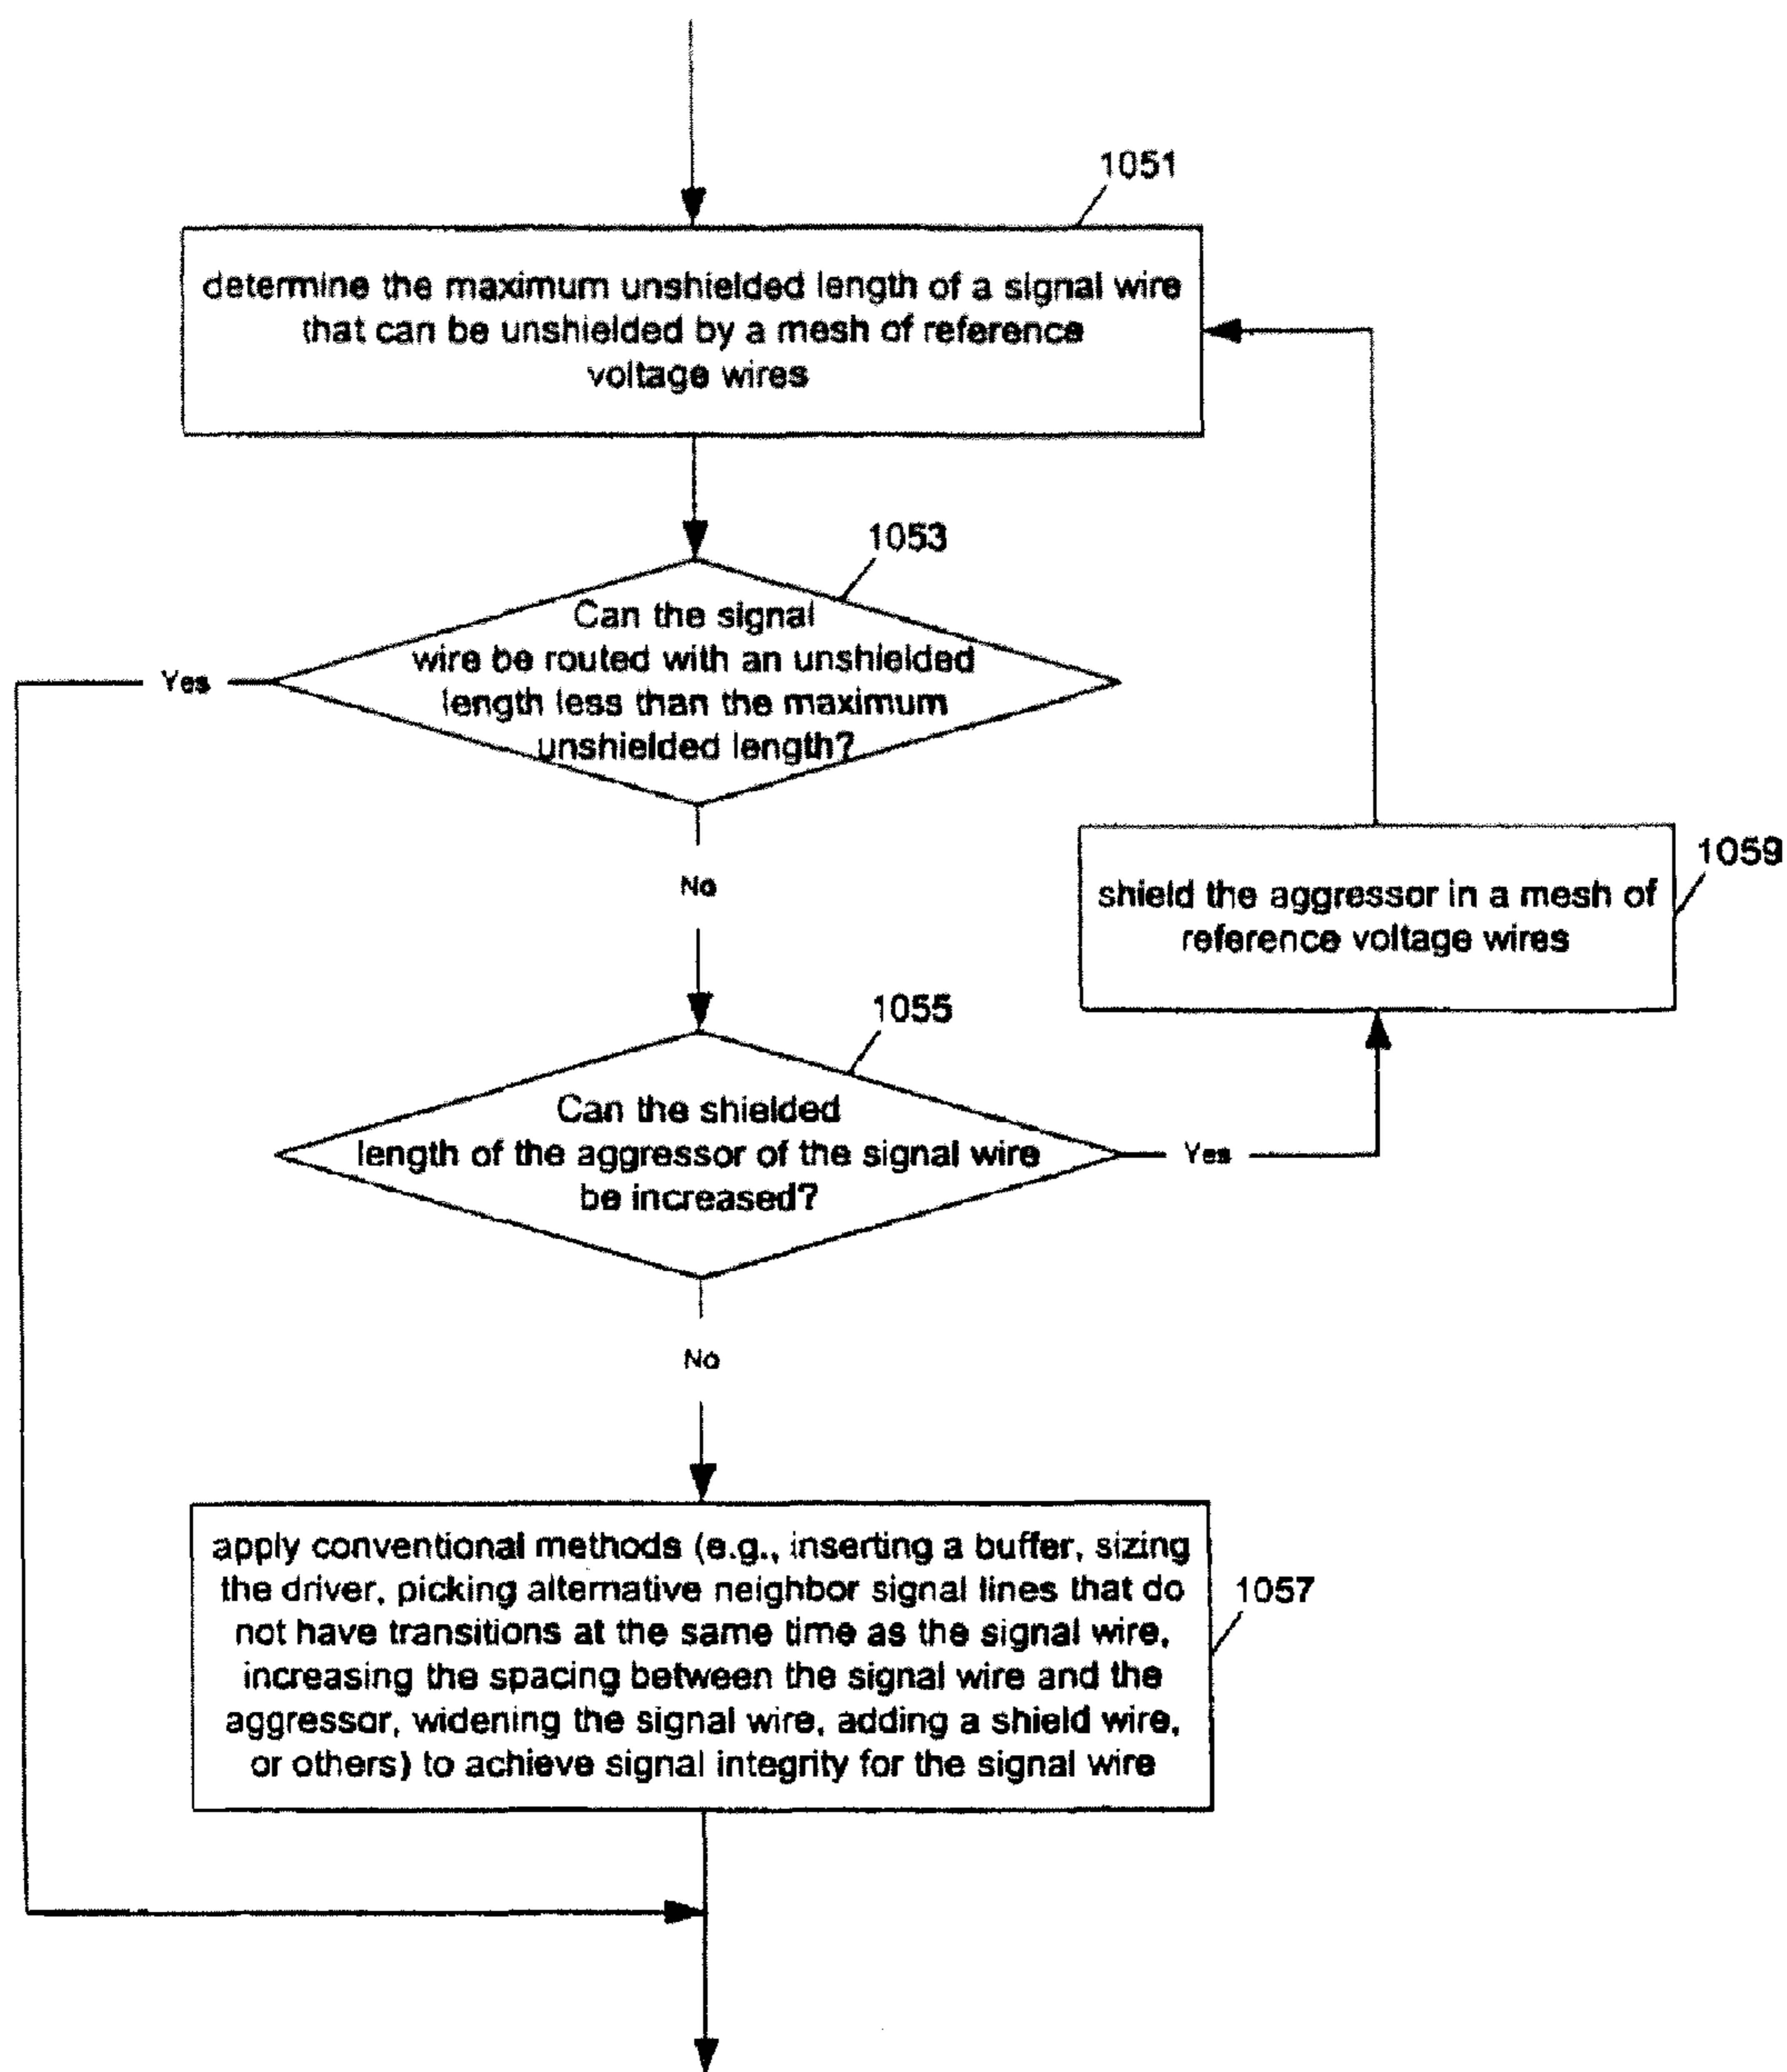 1051
determine the maximum unshielded length of a signal wire
that can be unshielded by a mesh of reference
voltage wires
1053
Can the signal
wire be routed with an unshielded
length less than the maximum
unshielded length?
Yes
No
1059
shield the aggressor in a mesh of
reference voltage wires
1055
Can the shielded
length of the aggressor of the signal wire
be increased?
Yes
No
apply conventional methods (e.g., inserting a buffer, sizing
the driver, picking alternative neighbor signal lines that do
not have transitions at the same time as the signal wire,
increasing the spacing between the signal wire and the
aggressor, widening the signal wire, adding a shield wire,
or others) to achieve signal integrity for the signal wire
1057